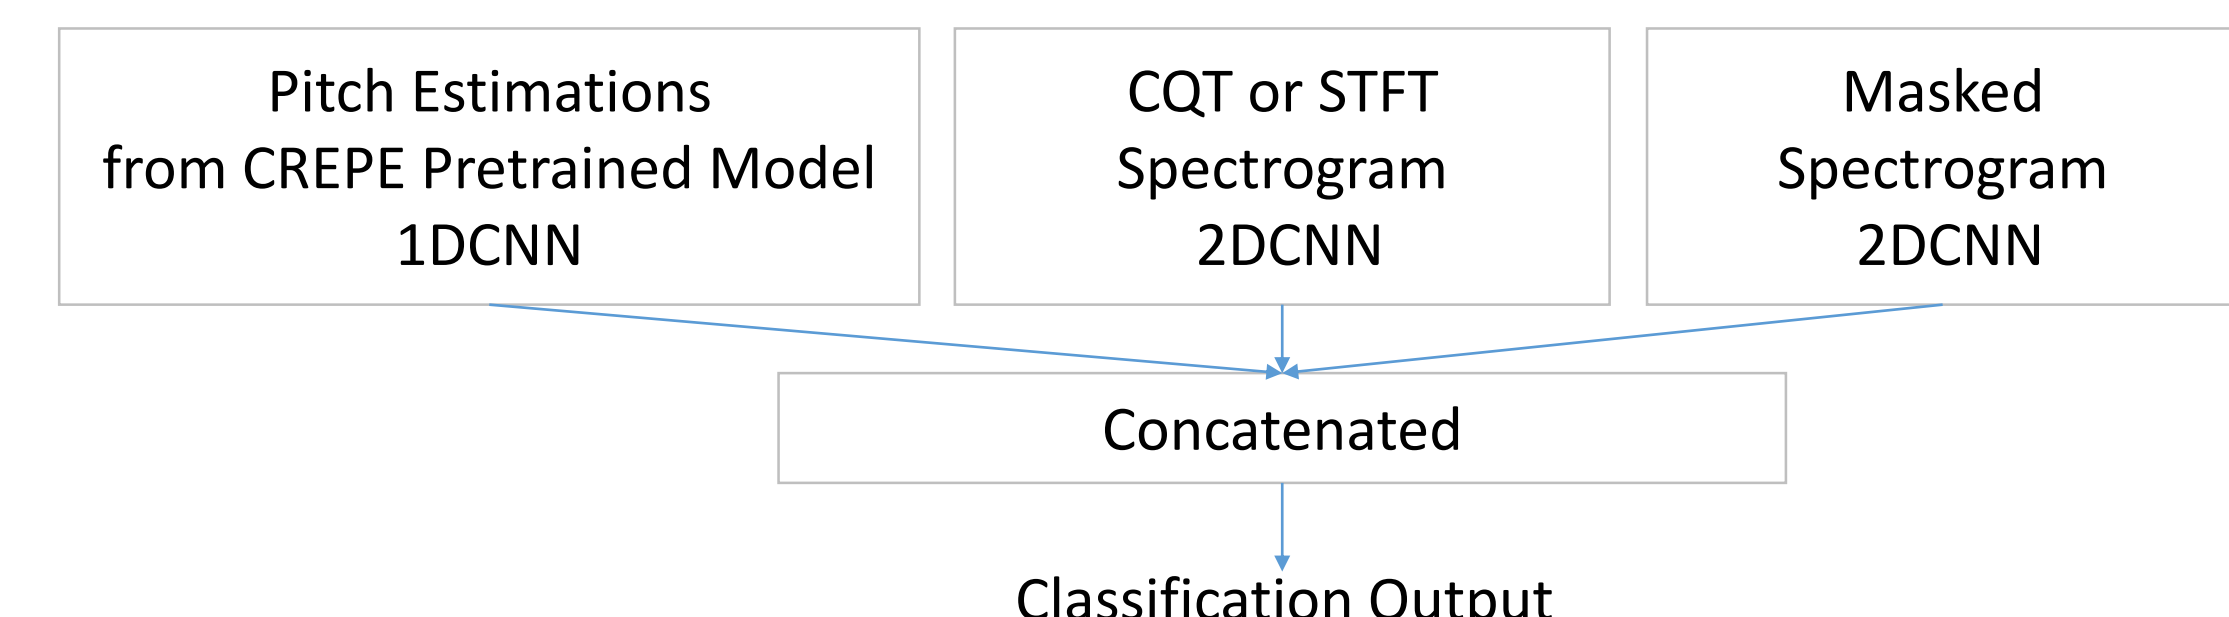 Pitch Estimations
from CREPE Pretrained Model
1DCNN
CQT or STFT
Spectrogram
2DCNN
Masked
Spectrogram
2DCNN
Concatenated
Classification Output